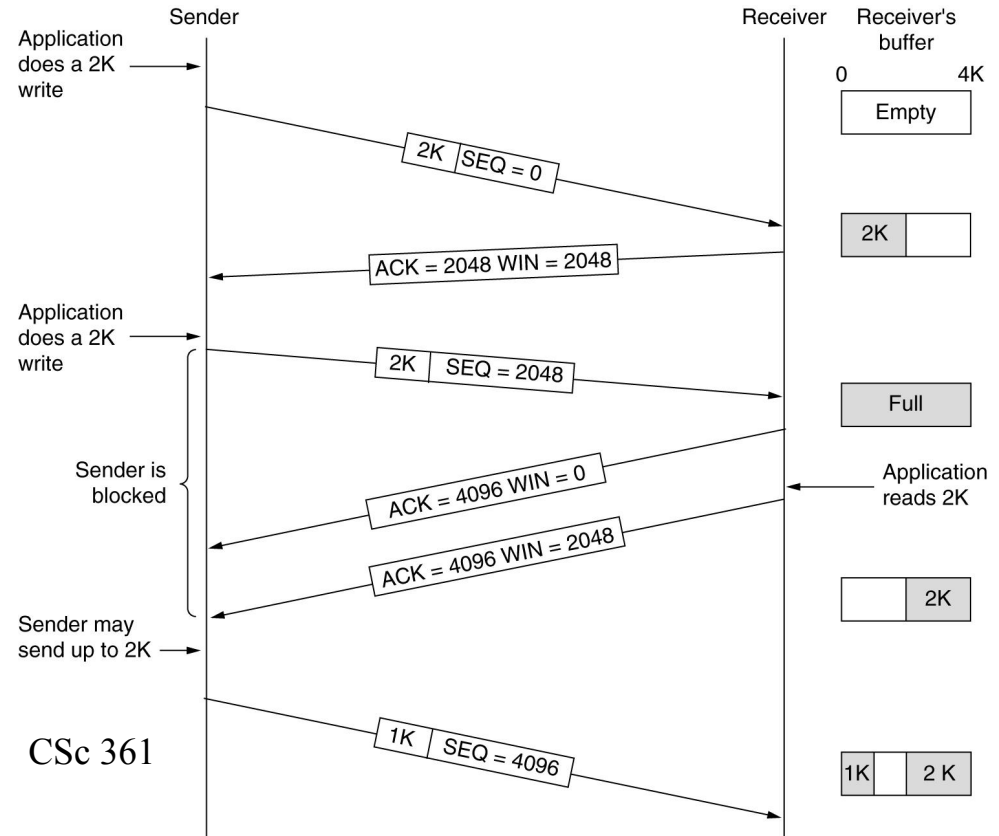 Sender
Receiver
Receiver's
buffer
Application
does a 2K
write
0
4K
Empty
2K
SEQ = 0
2K
ACK = 2048 WIN = 2048
Application
does a 2K
write
2K
SEQ = 2048
Full
Sender is
blocked
Application
reads 2K
ACK = 4096 WIN = 0
ACK = 4096 WIN = 2048
2K
Sender may
send up to 2K
1K
SEQ = 4096
CSc 361
1K
2 K